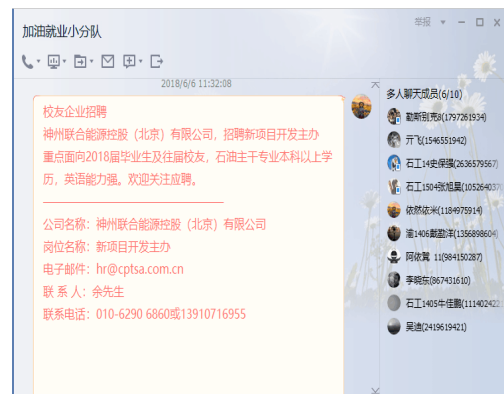 加油就业小分队
举报
2018/6/6 11:32:08
校友企业招聘
神州联合能源控股（北京）有限公司，招聘新项目开发主办
重点面向2018届毕业生及往届校友，石油主干专业本科以上学
历，英语能力强。欢迎关注应聘。
公司名称：神州联合能源控股（北京）有限公司
岗位名称：新项目开发主办
电子邮件：hr@cptsa.com.cn
联 系 人：余先生
联系电话：010-6290 6860或13910716955
多人聊天成员(6/10)
勒斯别克8(1797261934)
亓飞(1546551942)
石工14史保强(2636579567)
石工1504张旭昊(105264037
依然依米(1184975914)
渝1406戴勤洋(1356898604)
阿依冀 11(984150287)
李晓东(867431610)
石工1405牛佳鹏(111402422
吴迪(2419619421)